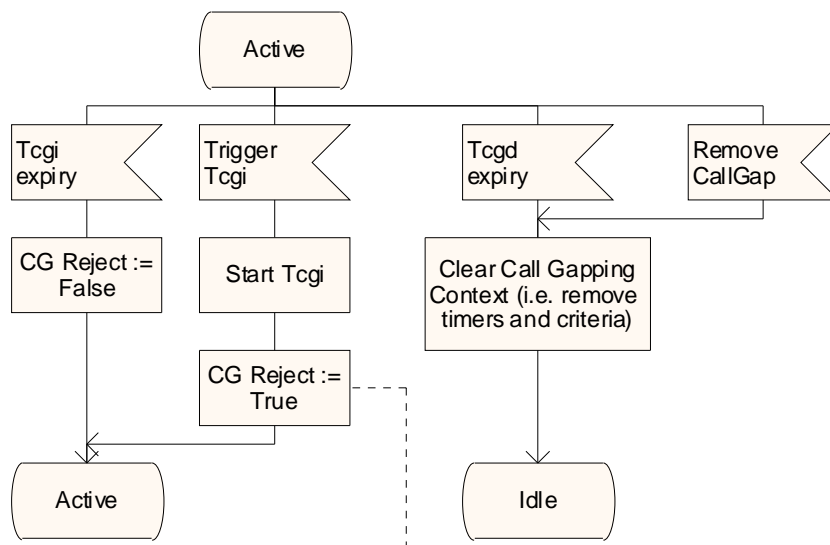 Active
Tcgi
expiry
Trigger
Tcgi
Tcgd
expiry
Remove
CallGap
CG Reject :=
False
Start Tcgi
Clear Call Gapping
Context (i.e. remove
timers and criteria)
CG Reject :=
True
Active
Idle